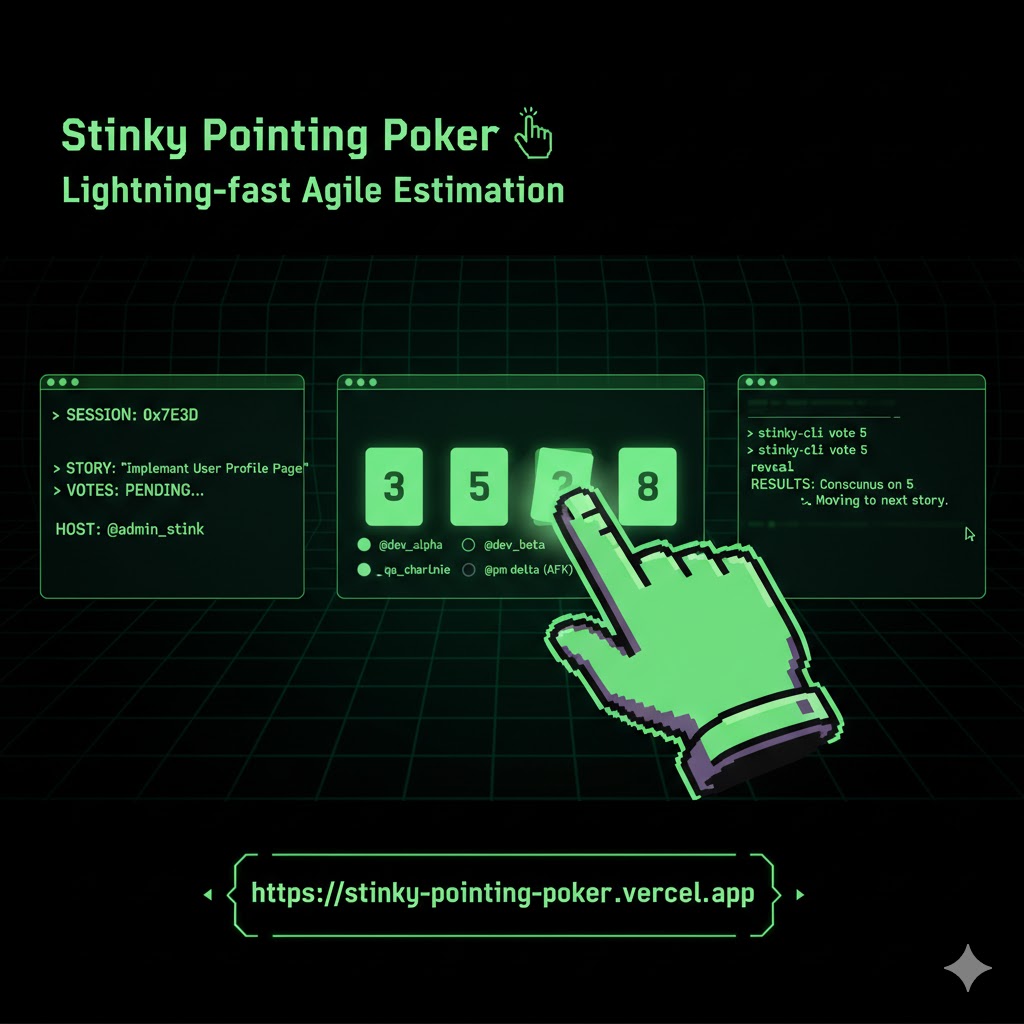 Stinky Pointing Poker
Lightning-fast Agile Estimation
> SESSION: 0x7E3D
> STORY: "Implemant User Profile Page"
> VOTES: PENDING...
HOST: @admin_stink
3 5 ? 8
@dev_alpha @dev_beta
_qa_charlnie @pm delta (AFK)
> stinky-cli vote 5
> stinky-cli vote 5
revcal
RESULTS: Conscunus on 5
Moving to next story.
https://stinky-pointing-poker.vercel.app